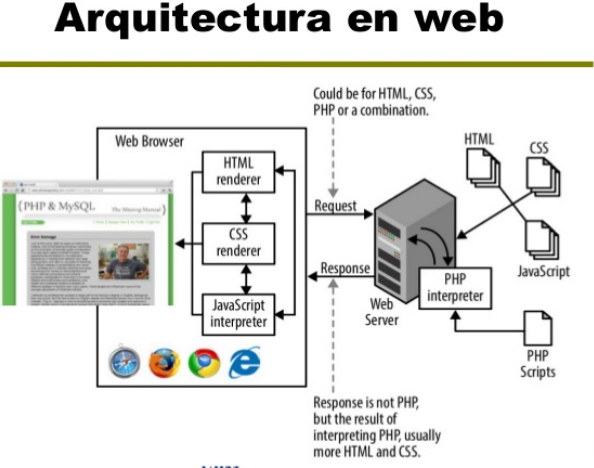 Arquitectura en web
Could be for HTML, CSS,
PHP or a combination.
Web Browser
HTML
renderer
CSS
renderer
JavaScript
interpreter
{PHP & MySQL
The Missing Manual}
Request
Response
Web
Server
PHP
interpreter
HTML
CSS
JavaScript
PHP
Scripts
Response is not PHP,
but the result of
interpreting PHP, usually
more HTML and CSS.